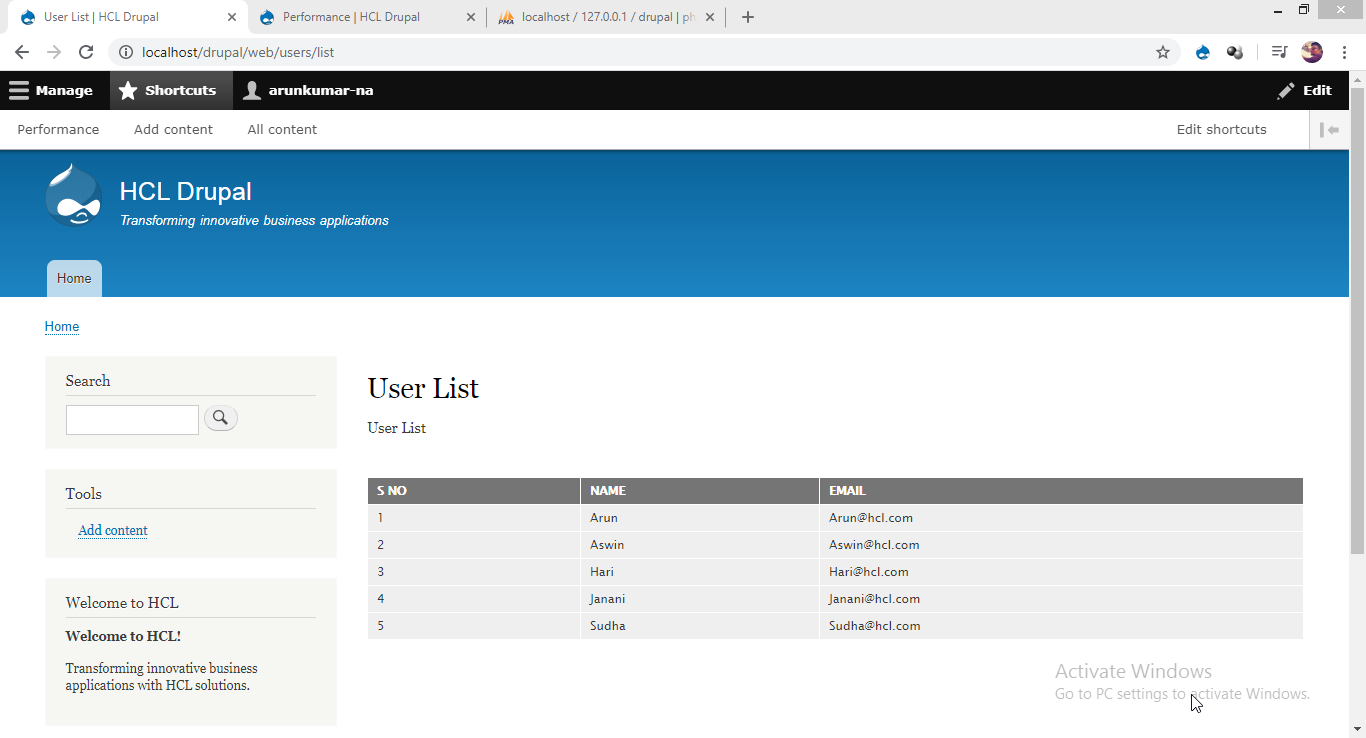 User List | HCL Drupal
Performance | HCL Drupal
localhost / 127.0.0.1 / drupal | ph
localhost/drupal/web/users/list
Manage
Shortcuts
arunkumar-na
Edit
Performance
Add content
All content
Edit shortcuts
HCL Drupal
Transforming innovative business applications
Home
Home
Search
Tools
Add content
Welcome to HCL
Welcome to HCL!
Transforming innovative business
applications with HCL solutions.
User List
User List
S NO NAME EMAIL
1 Arun Arun@hcl.com
2 Aswin Aswin@hcl.com
3 Hari Hari@hcl.com
4 Janani Janani@hcl.com
5 Sudha Sudha@hcl.com
Activate Windows
Go to PC settings to activate Windows.